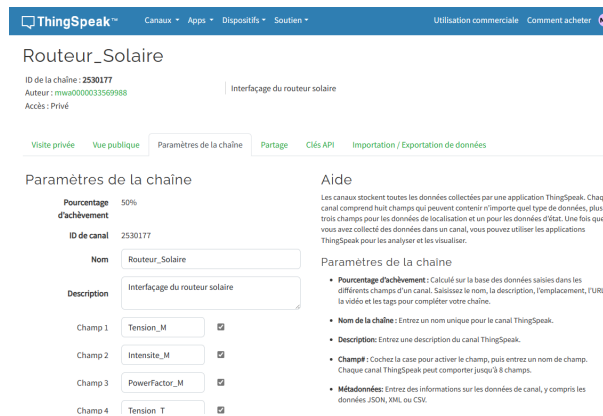 ThingSpeak™ Canaux Apps Dispositifs Soutien Utilisation commerciale Comment acheter
Routeur_Solaire
ID de la chaîne : 2530177
Auteur : mwa0000033569988
Accès : Privé
Interfaçage du routeur solaire
Visite privée Vue publique Paramètres de la chaîne Partage Clés API Importation / Exportation de données
Paramètres de la chaîne
Pourcentage d'achèvement 50%
ID de canal 2530177
Nom Routeur_Solaire
Description Interfaçage du routeur solaire
Champ 1 Tension_M
Champ 2 Intensite_M
Champ 3 PowerFactor_M
Champ 4 Tension_T
Aide
Les canaux stockent toutes les données collectées par une application ThingSpeak. Chaq
canal comprend huit champs qui peuvent contenir n'importe quel type de données, plus
trois champs pour les données de localisation et un pour les données d'état. Une fois que
vous avez collecté des données dans un canal, vous pouvez utiliser les applications
ThingSpeak pour les analyser et les visualiser.
Paramètres de la chaîne
• Pourcentage d'achèvement : Calculé sur la base des données saisies dans les
différents champs d'un canal. Saisissez le nom, la description, l'emplacement, l'URL
la vidéo et les tags pour compléter votre chaîne.
• Nom de la chaîne : Entrez un nom unique pour le canal ThingSpeak.
• Description: Entrez une description du canal ThingSpeak.
• Champ# : Cochez la case pour activer le champ, puis entrez un nom de champ.
Chaque canal ThingSpeak peut comporter jusqu'à 8 champs.
• Métadonnées: Entrez des informations sur les données de canal, y compris les
données JSON, XML ou CSV.